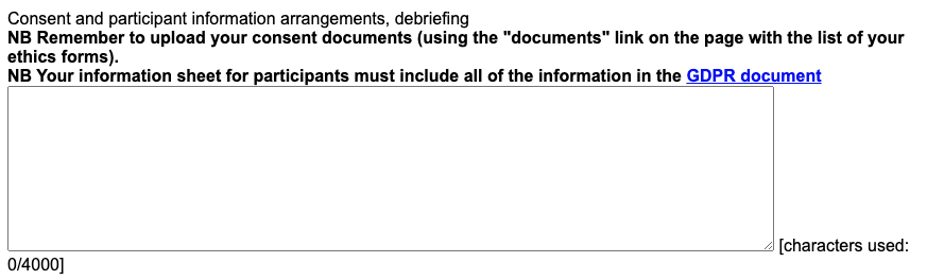 Consent and participant information arrangements, debriefing
NB Remember to upload your consent documents (using the "documents" link on the page with the list of your
ethics forms).
NB Your information sheet for participants must include all of the information in the GDPR document
[characters used:
0/4000]